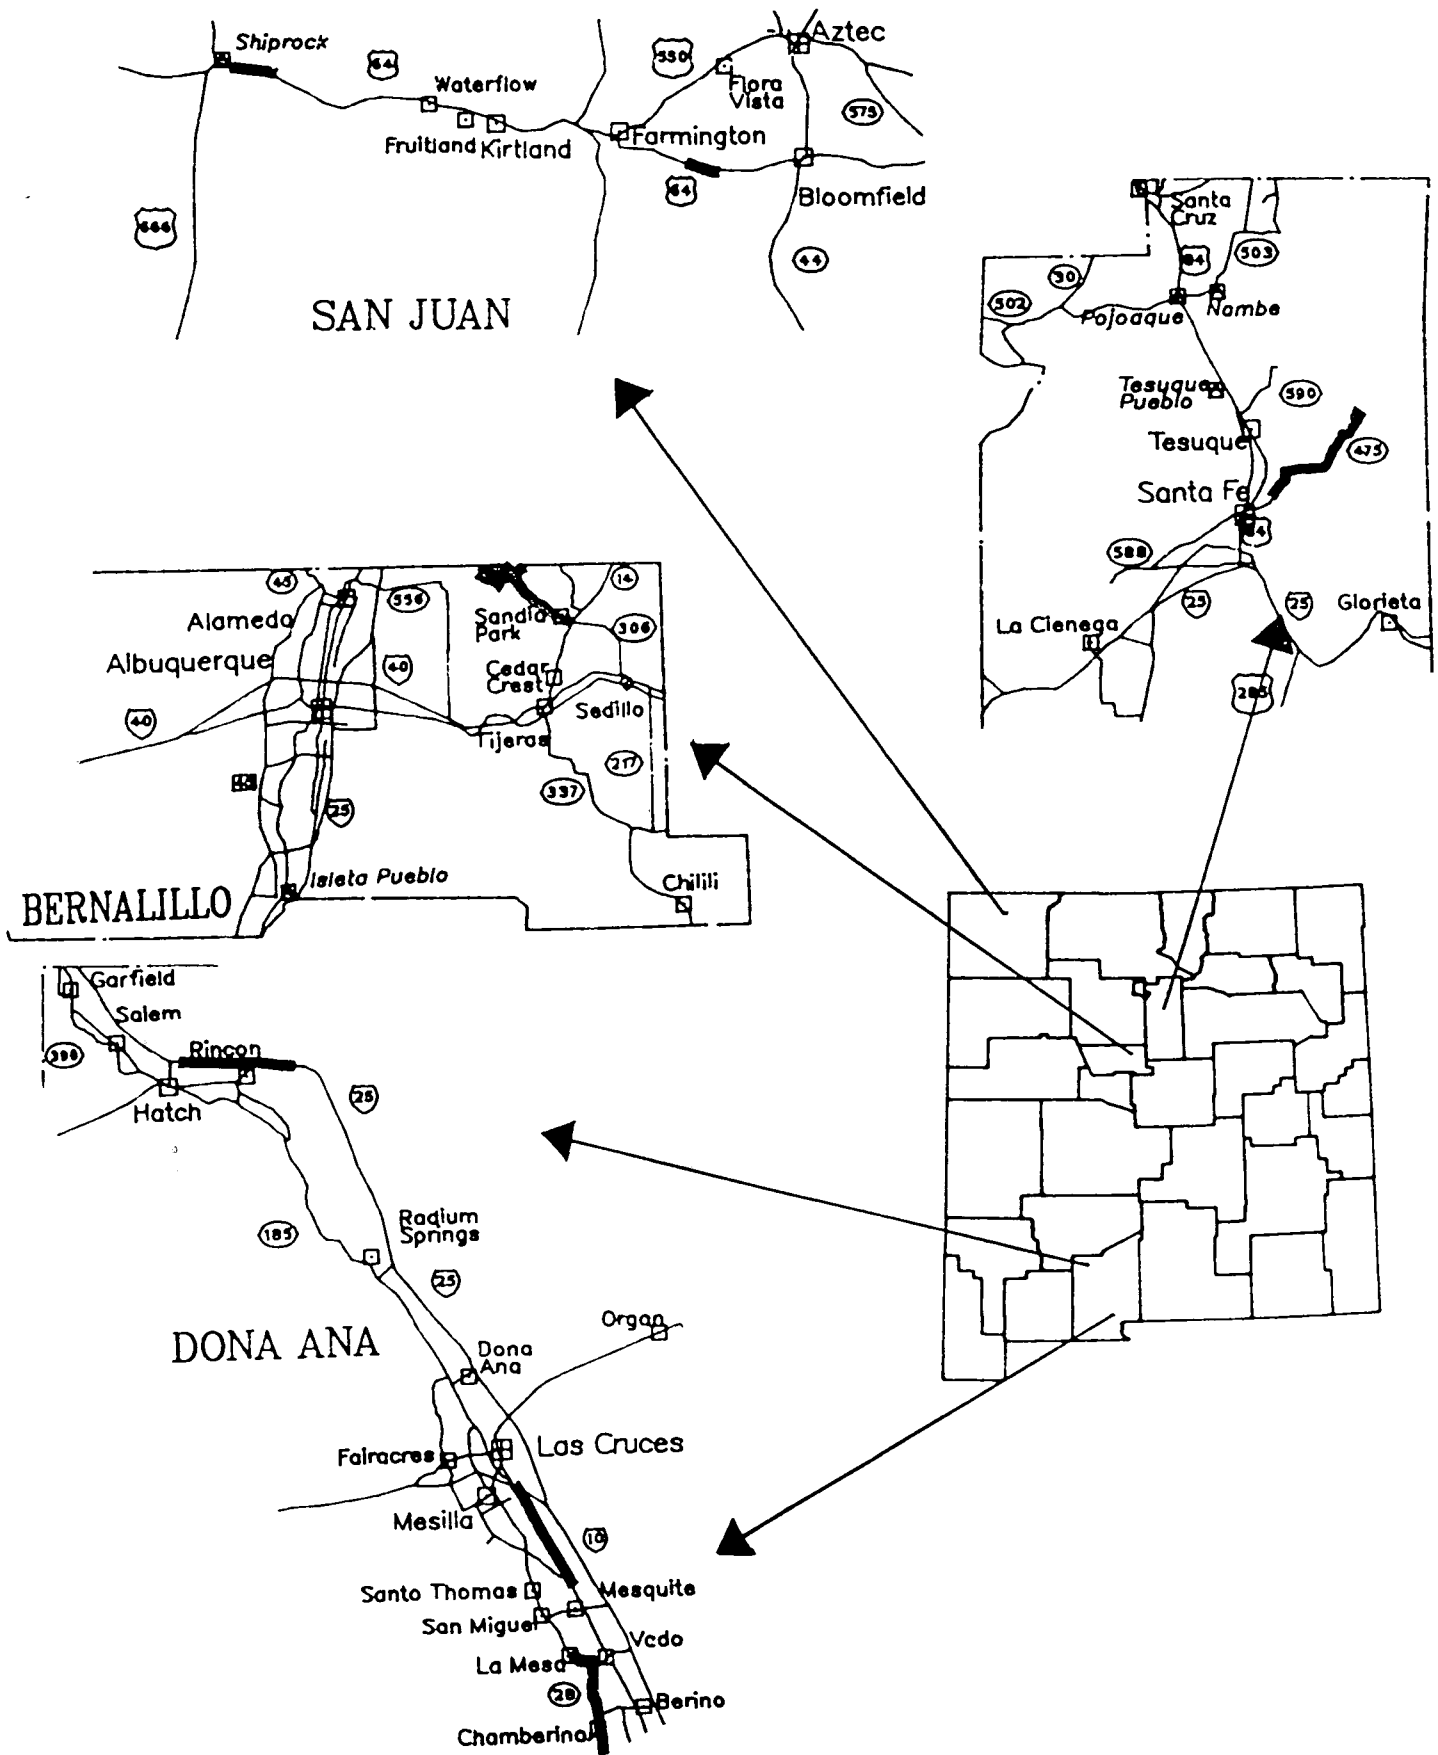 Shiprock
64
Waterflow
550
Aztec
Flora
Vista
575
Fruitland
Kirtland
Farmington
64
Bloomfield
666
44
SAN JUAN
Santa
Cruz
84
503
30
502
Pojoaque
Nambe
Tesuque
Pueblo
590
Tesuque
475
Santa Fe
84
588
25
25
Glorieta
La Cienega
285
45
556
14
Alameda
Sandia
Park
306
Albuquerque
40
Cedar
Crest
40
Sedillo
Tijeras
217
337
25
Isleta Pueblo
Chilili
BERNALILLO
Garfield
Salem
Rincon
Hatch
25
185
Radium
Springs
25
Organ
DONA ANA
Dona
Ana
Las Cruces
Fairacres
Mesilla
10
Santo Thomas
Mesquite
San Miguel
Vado
La Mesa
28
Berino
Chamberino